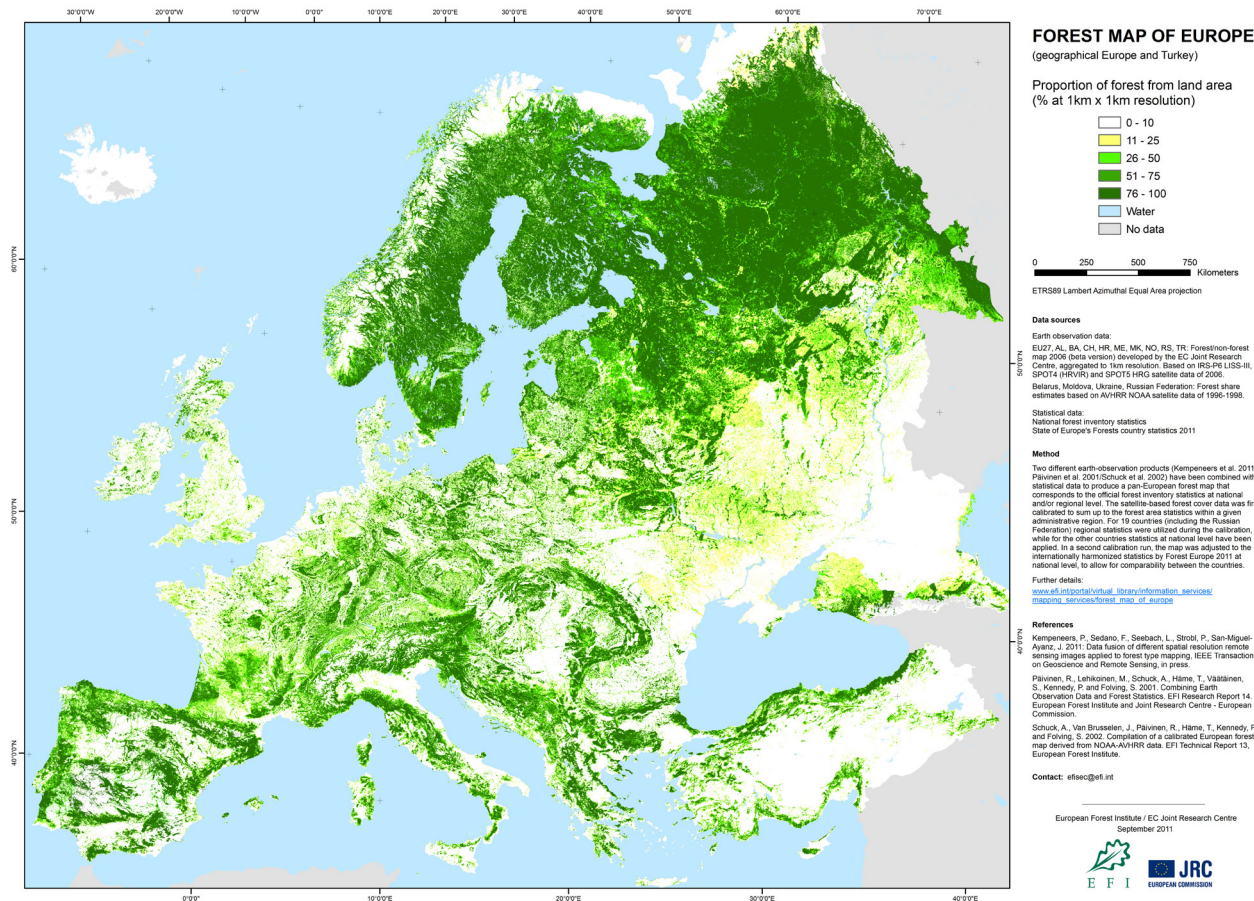 30°0'0"W 20°0'0"W 10°0'0"W 0°0'0"E 10°0'0"E 20°0'0"E 30°0'0"E 40°0'0"E 50°0'0"E 60°0'0"E 70°0'0"E
60°0'0"N
50°0'0"N
40°0'0"N
50°0'0"N
40°0'0"N
0°0'0"E 10°0'0"E 20°0'0"E 30°0'0"E 40°0'0"E
FOREST MAP OF EUROPE
(geographical Europe and Turkey)
Proportion of forest from land area
(% at 1km x 1km resolution)
0 - 10
11 - 25
26 - 50
51 - 75
76 - 100
Water
No data
0 250 500 750
Kilometers
ETRS89 Lambert Azimuthal Equal Area projection
Data sources
Earth observation data:
EU27, AL, BA, CH, HR, ME, MK, NO, RS, TR: Forest/non-forest
map 2006 (beta version) developed by the EC Joint Research
Centre, aggregated to 1km resolution. Based on IRS-P6 LISS-III,
SPOT4 (HRVIR) and SPOT5 HRG satellite data of 2006.
Belarus, Moldova, Ukraine, Russian Federation: Forest share
estimates based on AVHRR NOAA satellite data of 1996-1998.
Statistical data:
National forest inventory statistics
State of Europe's Forests country statistics 2011
Method
Two different earth-observation products (Kempeneers et al. 2011
Päivinen et al. 2001/Schuck et al. 2002) have been combined with
statistical data to produce a pan-European forest map that
corresponds to the official forest inventory statistics at national
and/or regional level. The satellite-based forest cover data was fir
calibrated to sum up to the forest area statistics within a given
administrative region. For 19 countries (including the Russian
Federation) regional statistics were utilized during the calibration,
while for the other countries statistics at national level have been
applied. In a second calibration run, the map was adjusted to the
internationally harmonized statistics by Forest Europe 2011 at
national level, to allow for comparability between the countries.
Further details:
www.efi.int/portal/virtual_library/information_services/
mapping_services/forest_map_of_europe
References
Kempeneers, P., Sedano, F., Seebach, L., Strobl, P., San-Miguel-
Ayanz, J. 2011: Data fusion of different spatial resolution remote
sensing images applied to forest type mapping, IEEE Transaction
on Geoscience and Remote Sensing, in press.
Päivinen, R., Lehikoinen, M., Schuck, A., Häme, T., Väätäinen,
S., Kennedy, P. and Folving, S. 2001. Combining Earth
Observation Data and Forest Statistics. EFI Research Report 14.
European Forest Institute and Joint Research Centre - European
Commission.
Schuck, A., Van Brusselen, J., Päivinen, R., Häme, T., Kennedy, P
and Folving, S. 2002. Compilation of a calibrated European forest
map derived from NOAA-AVHRR data. EFI Technical Report 13,
European Forest Institute.
Contact: efisec@efi.int
European Forest Institute / EC Joint Research Centre
September 2011
EFI
JRC
EUROPEAN COMMISSION